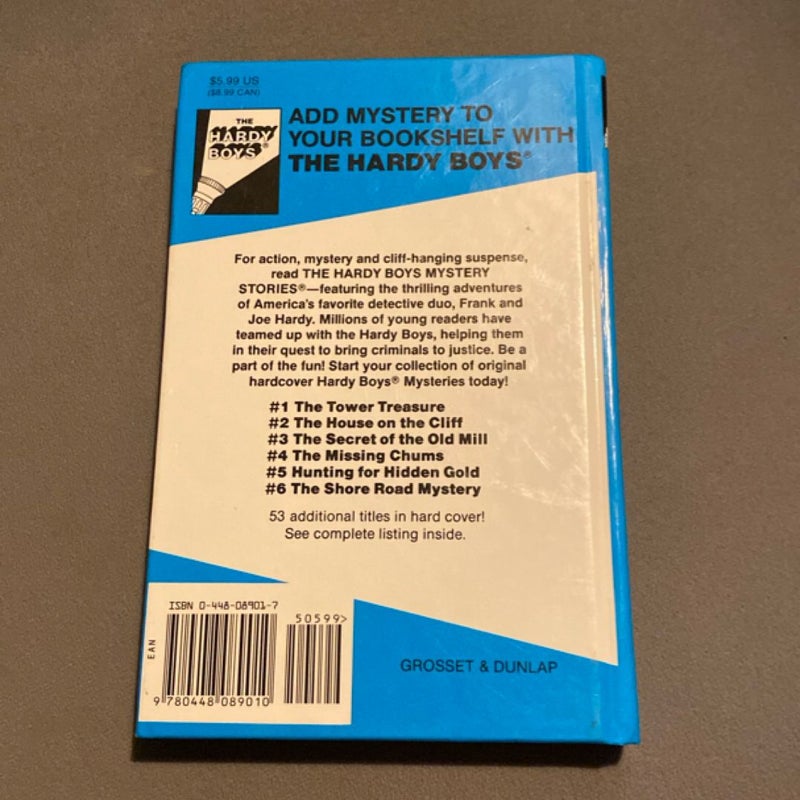 $5.99 US
($8.99 CAN)
THE
HARDY
BOYS®
ADD MYSTERY TO
YOUR BOOKSHELF WITH
THE HARDY BOYS®
For action, mystery and cliff-hanging suspense,
read THE HARDY BOYS MYSTERY
STORIES®—featuring the thrilling adventures
of America's favorite detective duo, Frank and
Joe Hardy. Millions of young readers have
teamed up with the Hardy Boys, helping them
in their quest to bring criminals to justice. Be a
part of the fun! Start your collection of original
hardcover Hardy Boys® Mysteries today!
#1 The Tower Treasure
#2 The House on the Cliff
#3 The Secret of the Old Mill
#4 The Missing Chums
#5 Hunting for Hidden Gold
#6 The Shore Road Mystery
53 additional titles in hard cover!
See complete listing inside.
ISBN 0-448-08901-7
50599>
EAN
9 780448 089010
GROSSET & DUNLAP